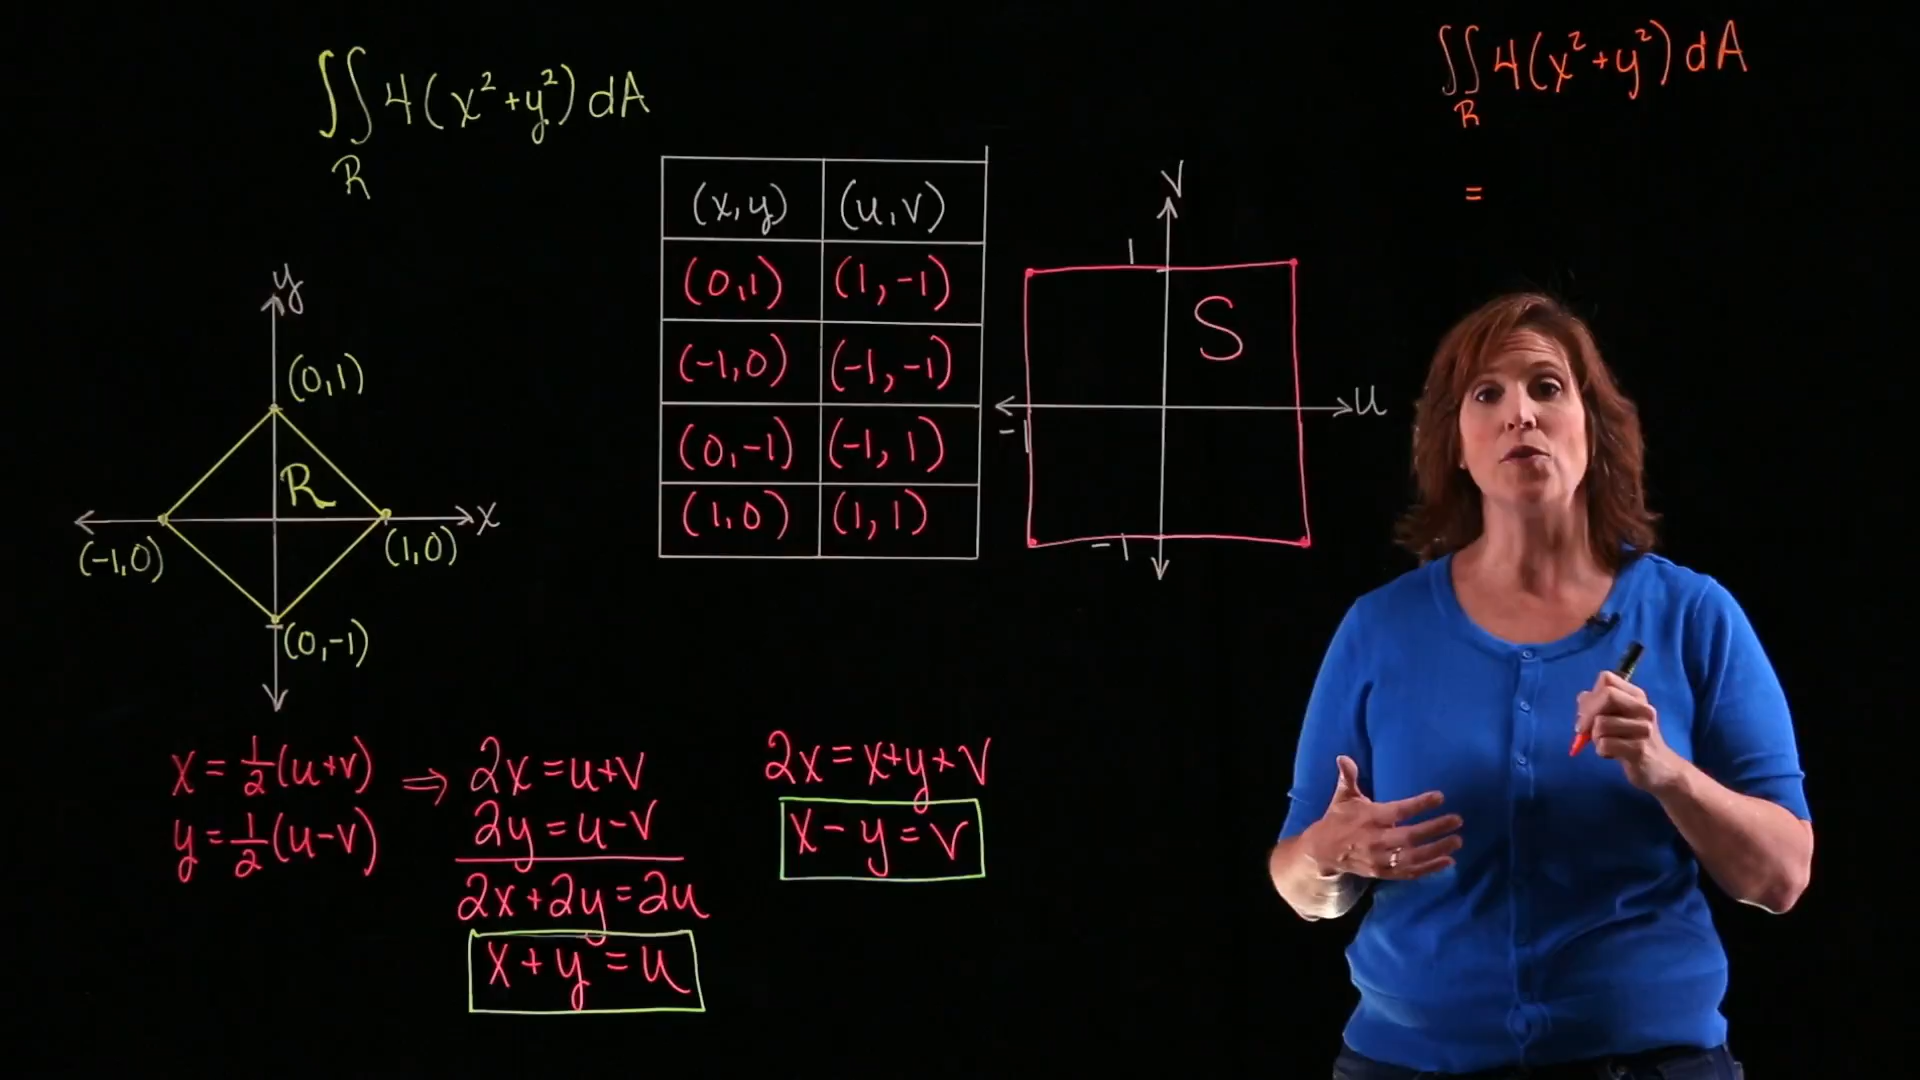 ∬ 4(x²+y²) dA
R
∬ 4(x²+y²) dA
R
=
y
(0,1)
R
x
(-1,0)
(1,0)
(0,-1)
(x,y) (u,v)
(0,1) (1,-1)
(-1,0) (-1,-1)
(0,-1) (-1,1)
(1,0) (1,1)
v
1
S
u
-1
-1
x = ½(u+v) ⇒ 2x = u+v
y = ½(u-v) 2y = u-v
2x+2y = 2u
x+y = u
2x = x+y+v
x-y = v